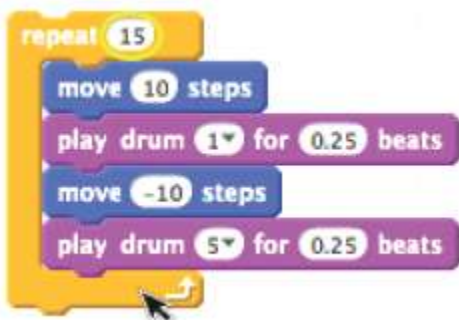 repeat 15
move 10 steps
play drum 1 for 0.25 beats
move -10 steps
play drum 5 for 0.25 beats